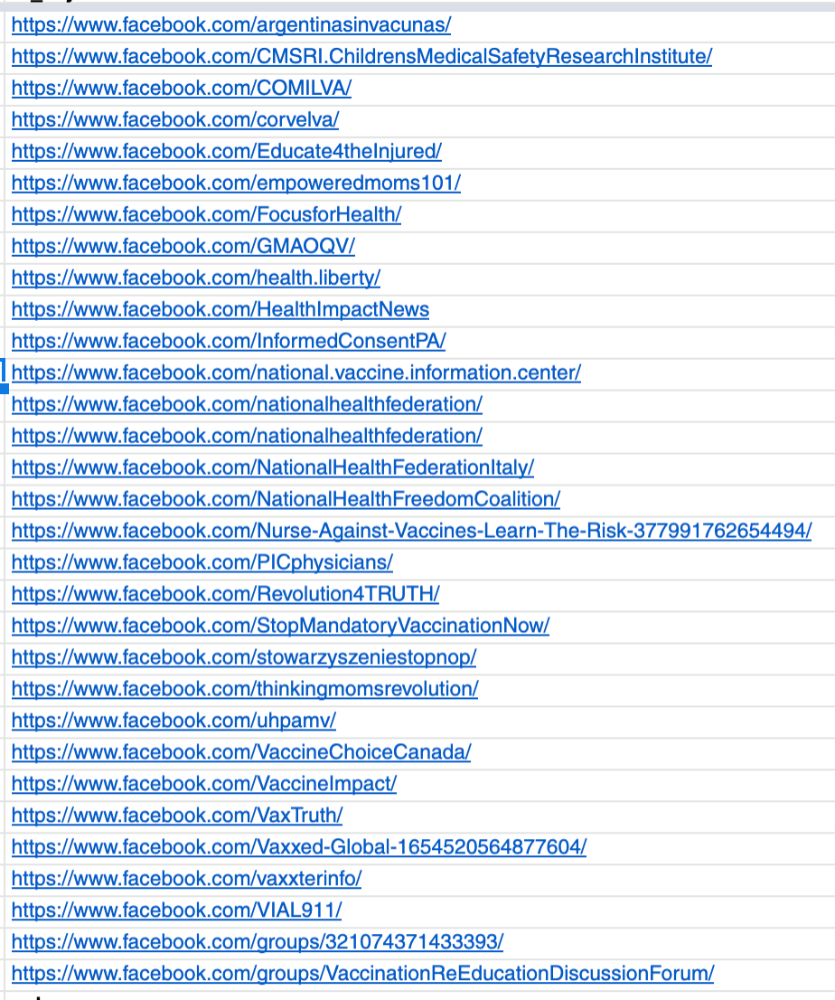 https://www.facebook.com/argentinasinvacunas/
https://www.facebook.com/CMSRI.ChildrensMedicalSafetyResearchInstitute/
https://www.facebook.com/COMILVA/
https://www.facebook.com/corvelva/
https://www.facebook.com/Educate4theInjured/
https://www.facebook.com/empoweredmoms101/
https://www.facebook.com/FocusforHealth/
https://www.facebook.com/GMAOQV/
https://www.facebook.com/health.liberty/
https://www.facebook.com/HealthImpactNews
https://www.facebook.com/InformedConsentPA/
https://www.facebook.com/national.vaccine.information.center/
https://www.facebook.com/nationalhealthfederation/
https://www.facebook.com/nationalhealthfederation/
https://www.facebook.com/NationalHealthFederationItaly/
https://www.facebook.com/NationalHealthFreedomCoalition/
https://www.facebook.com/Nurse-Against-Vaccines-Learn-The-Risk-377991762654494/
https://www.facebook.com/PICphysicians/
https://www.facebook.com/Revolution4TRUTH/
https://www.facebook.com/StopMandatoryVaccinationNow/
https://www.facebook.com/stowarzyszeniestopnop/
https://www.facebook.com/thinkingmomsrevolution/
https://www.facebook.com/uhpamv/
https://www.facebook.com/VaccineChoiceCanada/
https://www.facebook.com/VaccineImpact/
https://www.facebook.com/VaxTruth/
https://www.facebook.com/Vaxxed-Global-1654520564877604/
https://www.facebook.com/vaxxterinfo/
https://www.facebook.com/VIAL911/
https://www.facebook.com/groups/321074371433393/
https://www.facebook.com/groups/VaccinationReEducationDiscussionForum/